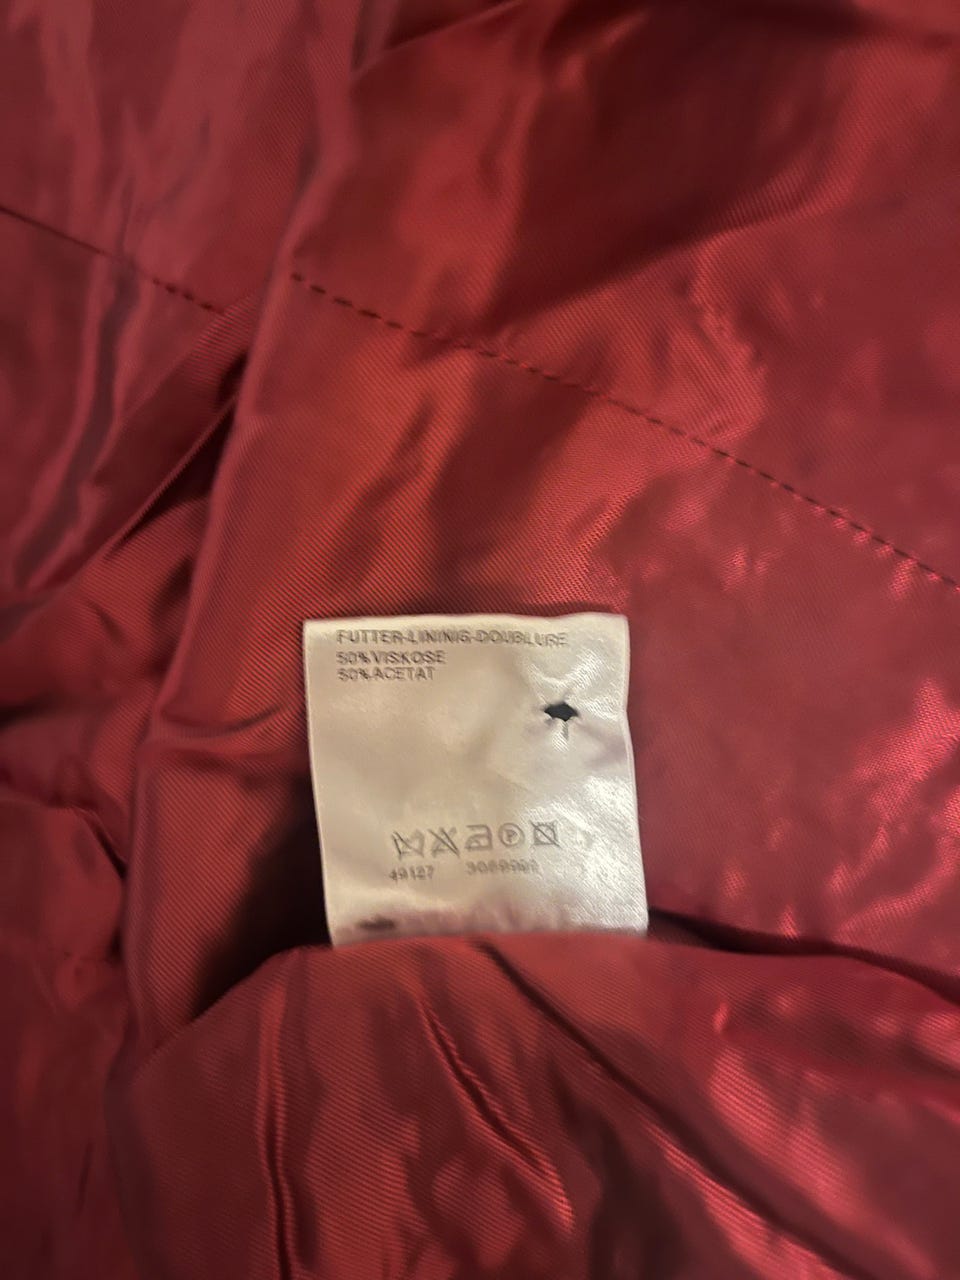 FUTTER-LINING-DOUBLURE
50%VISKOSE
50%ACETAT
P
49127